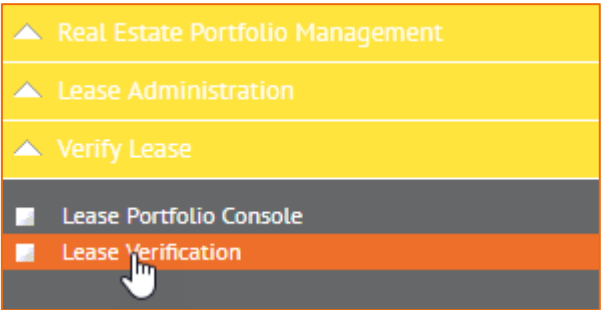 Real Estate Portfolio Management
Lease Administration
Verify Lease
Lease Portfolio Console
Lease Verification